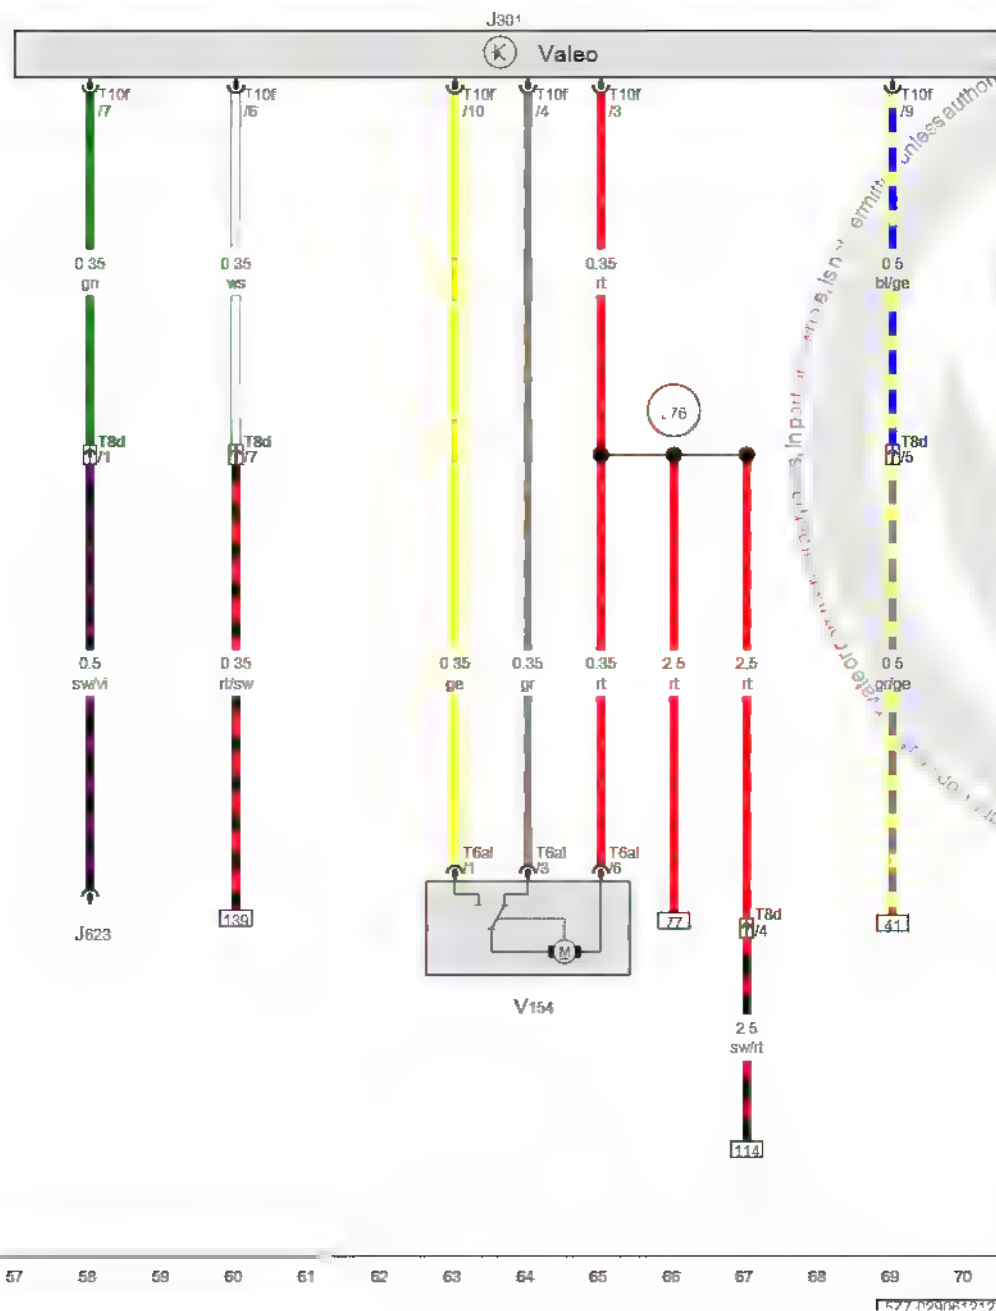 J301
Valeo
T10f /7
T10f /6
T10f /10
T10f /4
T10f /3
T10f /9
unless author
ermitt
0.35 gn
0.35 ws
0.35 rt
0.5 bl/ge
76
T8d /1
T8d /7
T8d /5
0.5 sw/vi
0.35 rt/sw
0.35 ge
0.35 gr
0.35 rt
2.5 rt
2.5 rt
0.5 gr/ge
T6al /1
T6al /3
T6al /6
J623
139
M
77
T8d /4
41
V154
2.5 sw/rt
114
57 58 59 60 61 62 63 64 65 66 67 68 69 70